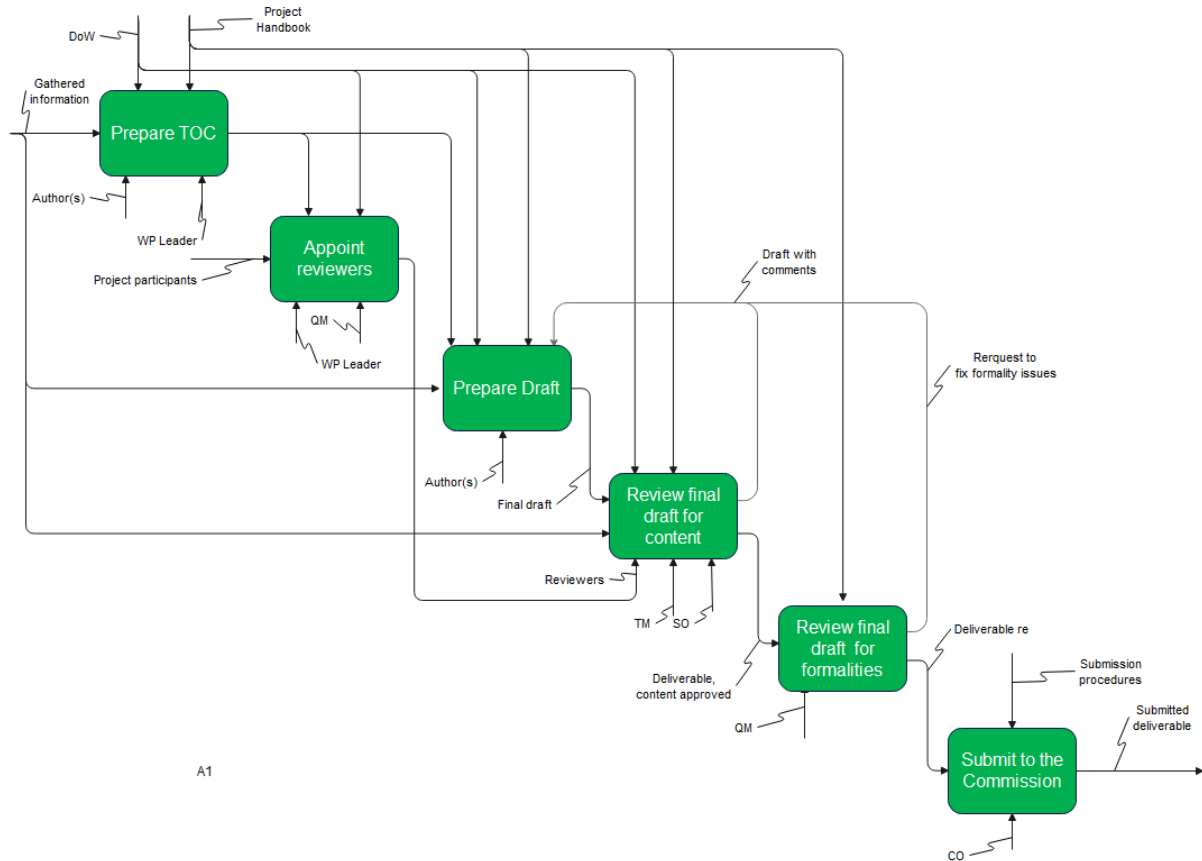 Project
Handbook
DoW
Gathered
information
Prepare TOC
Author(s)
WP Leader
Appoint
reviewers
Project participants
QM
WP Leader
Draft with
comments
Prepare Draft
Rerquest to
fix formality issues
Author(s)
Final draft
Review final
draft for
content
Reviewers
TM
SO
Review final
draft for
formalities
Deliverable re
Deliverable,
content approved
Submission
procedures
QM
Submitted
deliverable
Submit to the
Commission
A1
CO